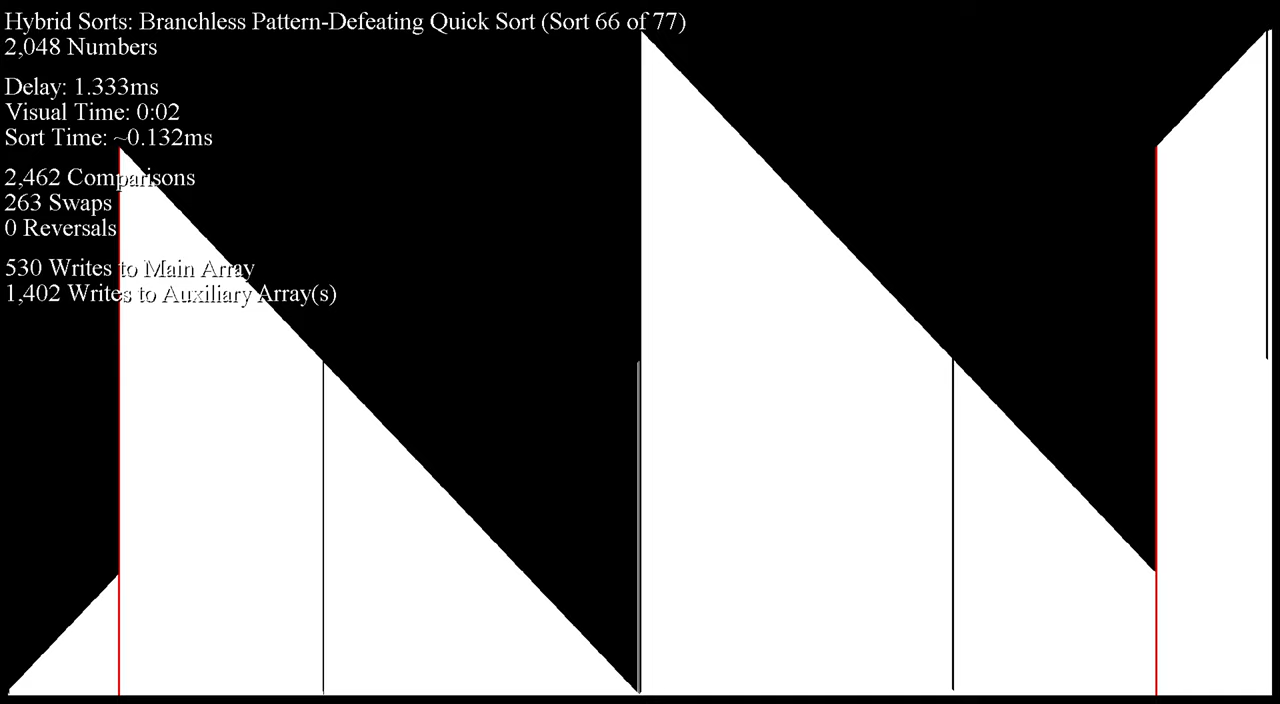 Hybrid Sorts: Branchless Pattern-Defeating Quick Sort (Sort 66 of 77)
2,048 Numbers
Delay: 1.333ms
Visual Time: 0:02
Sort Time: ~0.132ms
2,462 Comparisons
263 Swaps
0 Reversals
530 Writes to Main Array
1,402 Writes to Auxiliary Array(s)